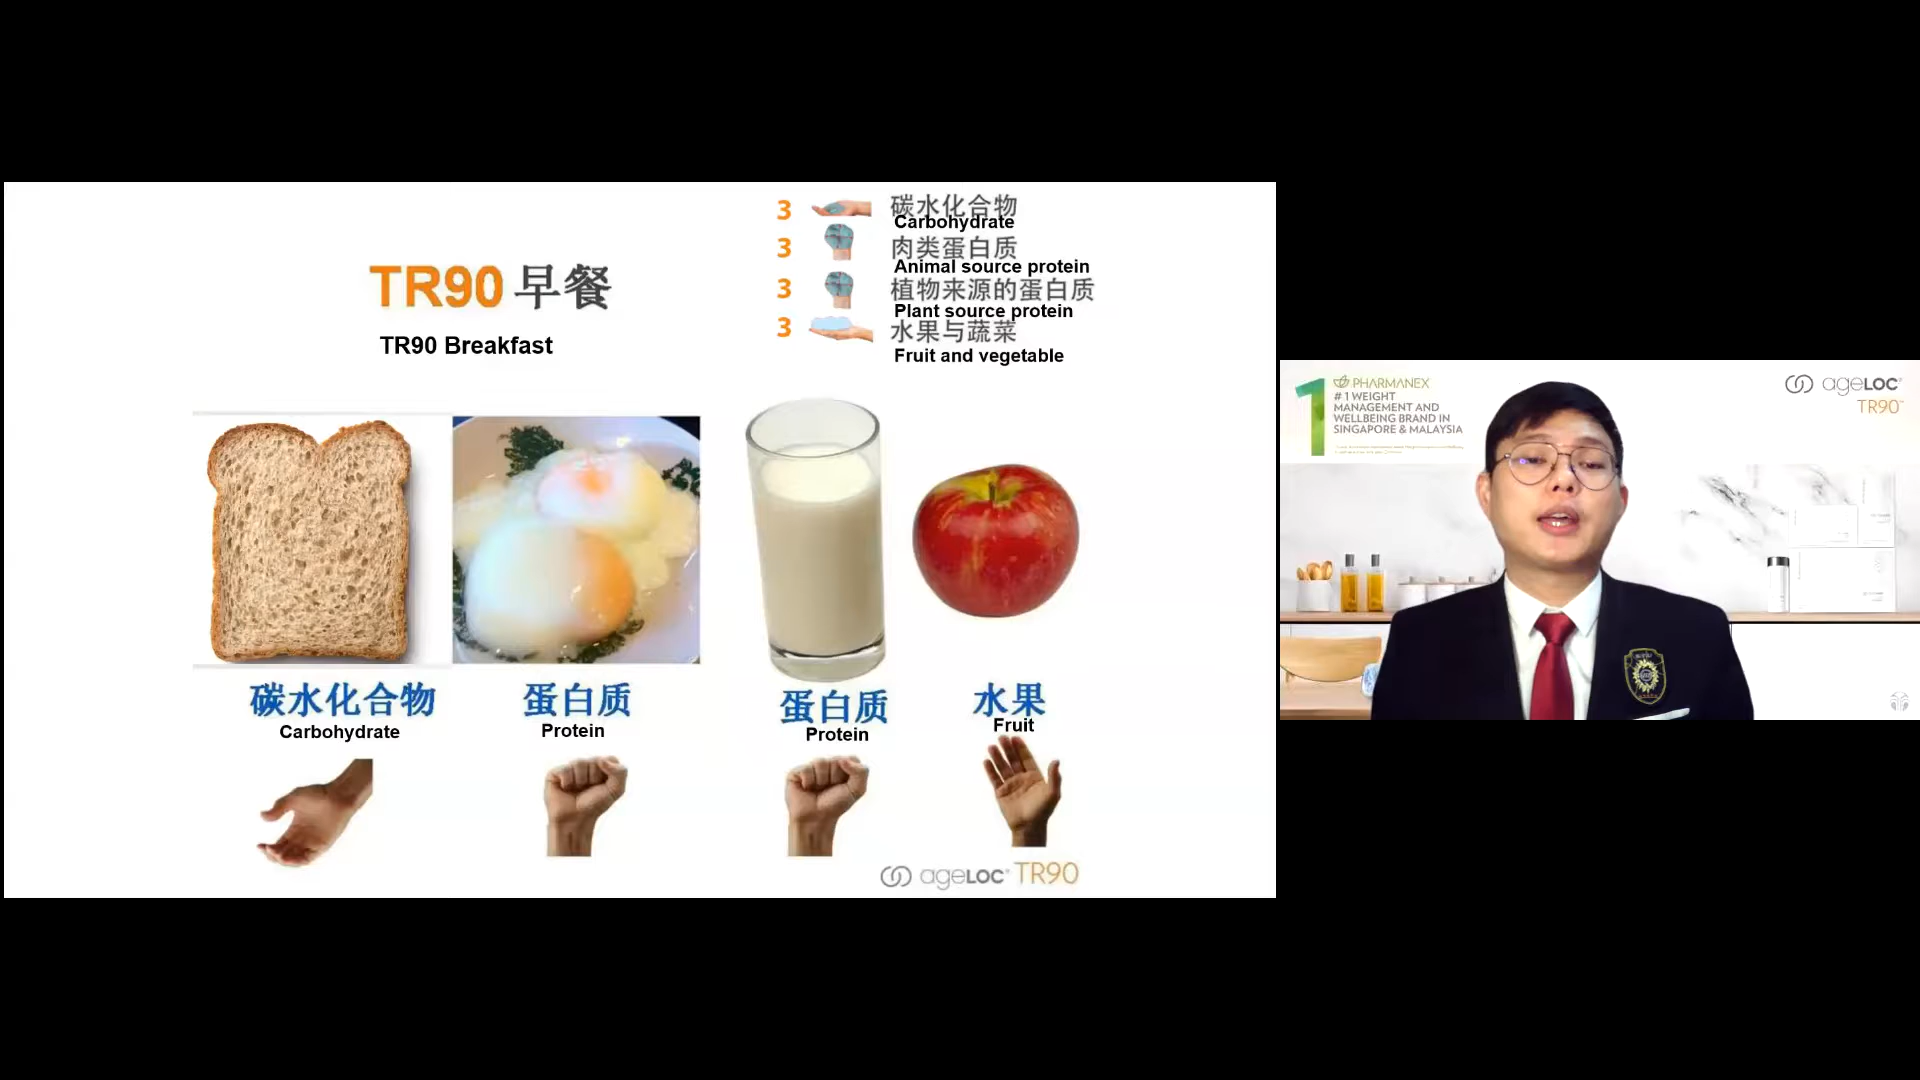 TR90 早餐
TR90 Breakfast
3 碳水化合物
Carbohydrate
3 肉类蛋白质
Animal source protein
3 植物来源的蛋白质
Plant source protein
3 水果与蔬菜
Fruit and vegetable
碳水化合物
Carbohydrate
蛋白质
Protein
蛋白质
Protein
水果
Fruit
ageLOC® TR90
1
PHARMANEX
# 1 WEIGHT
MANAGEMENT AND
WELLBEING BRAND IN
SINGAPORE & MALAYSIA
ageLOC®
TR90™